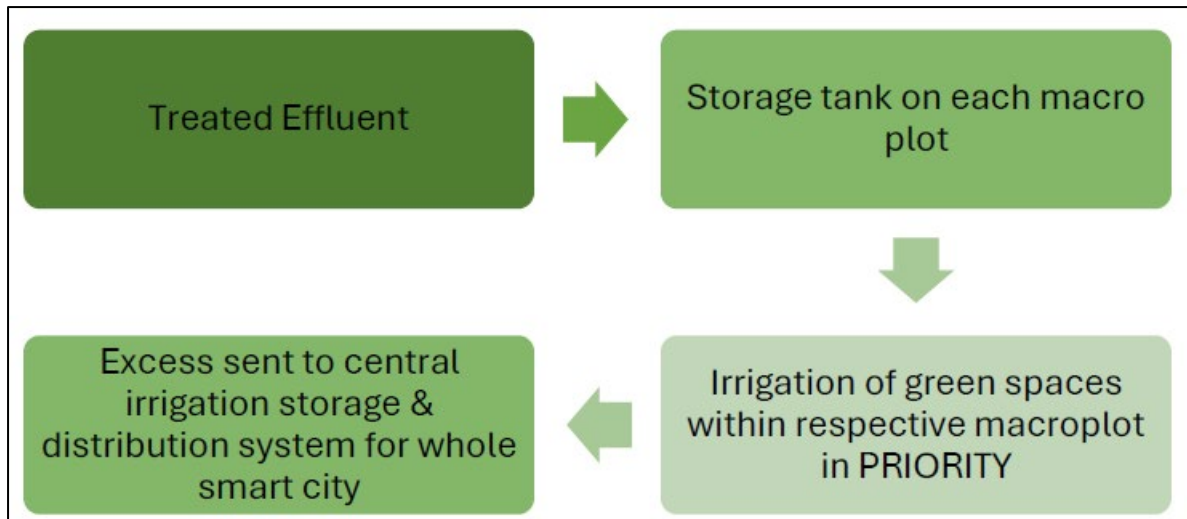 Treated Effluent
Storage tank on each macro
plot
Irrigation of green spaces
within respective macroplot
in PRIORITY
Excess sent to central
irrigation storage &
distribution system for whole
smart city